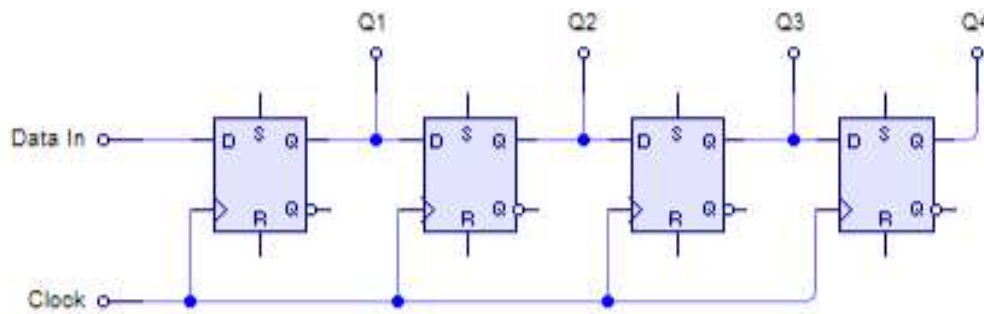 Q1 Q2 Q3 Q4
S S S S
Data In D Q D Q D Q D Q
Q Q Q Q
R R R R
Clock